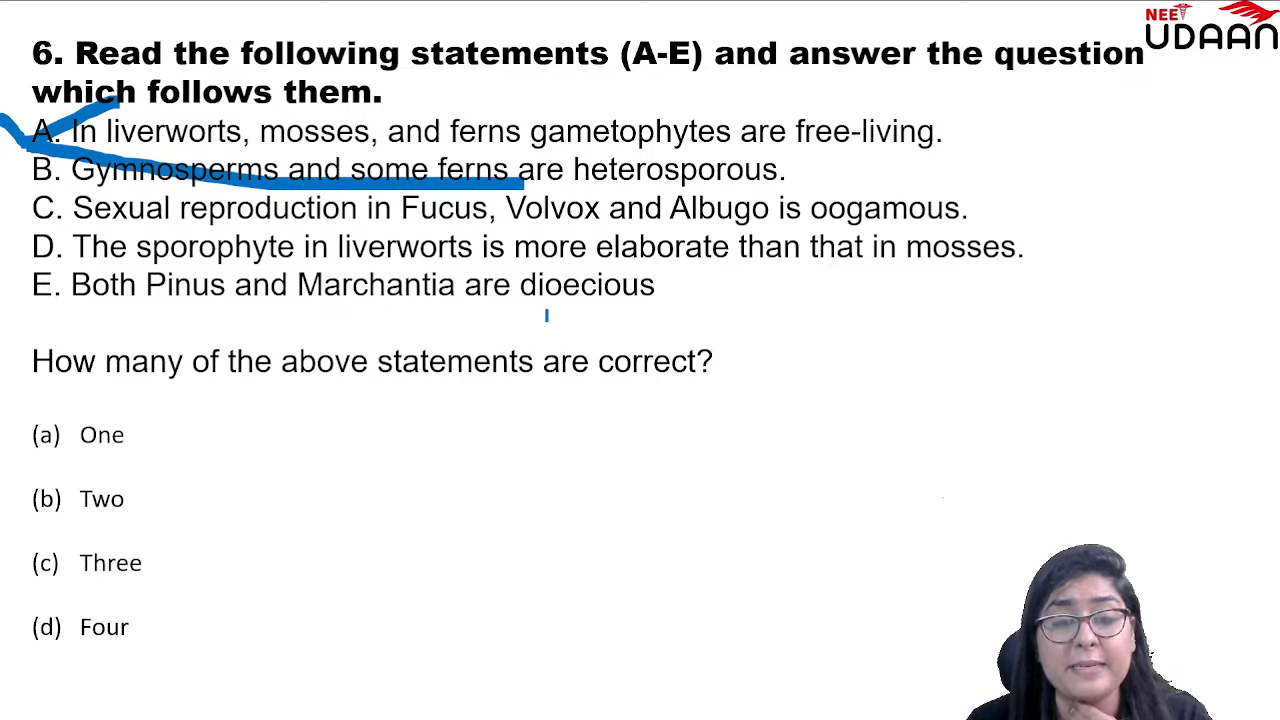 NEET
UDAAN
6. Read the following statements (A-E) and answer the question
which follows them.
A. In liverworts, mosses, and ferns gametophytes are free-living.
B. Gymnosperms and some ferns are heterosporous.
C. Sexual reproduction in Fucus, Volvox and Albugo is oogamous.
D. The sporophyte in liverworts is more elaborate than that in mosses.
E. Both Pinus and Marchantia are dioecious
How many of the above statements are correct?
(a) One
(b) Two
(c) Three
(d) Four